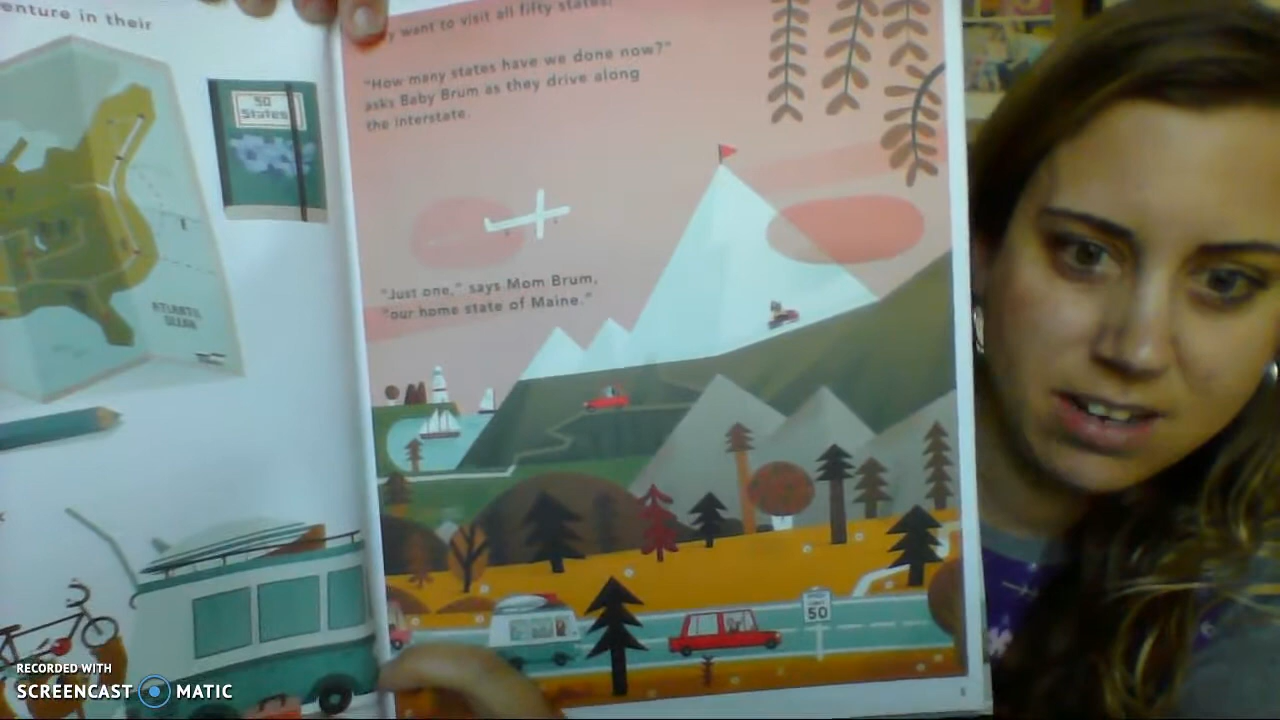 enture in their
50
States
ATLANTIC
OCEAN
y want to visit all fifty states.
"How many states have we done now?"
asks Baby Brum as they drive along
the interstate.
"Just one," says Mom Brum,
"our home state of Maine."
50
RECORDED WITH
SCREENCAST MATIC